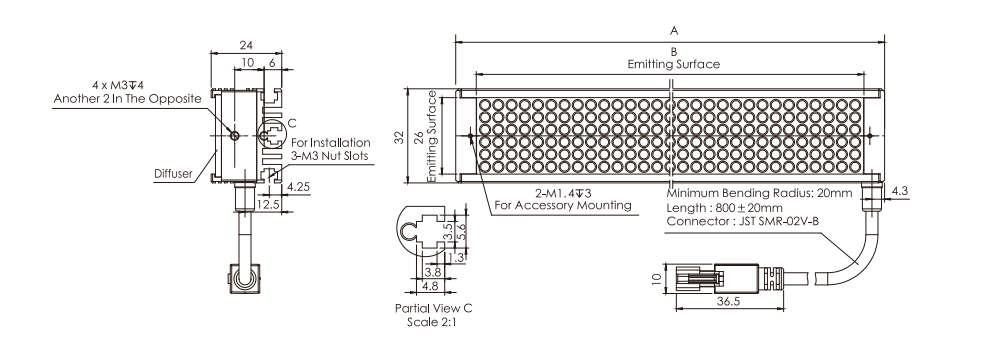 24
10
6
4 x M3↧4
Another 2 In The Opposite
C
For Installation
3-M3 Nut Slots
Diffuser
4.25
12.5
A
B
Emitting Surface
32
26
Emitting Surface
2-M1.4↧3
For Accessory Mounting
Minimum Bending Radius: 20mm
Length : 800±20mm
Connector : JST SMR-02V-B
4.3
3.5
5.6
1.3
3.8
4.8
Partial View C
Scale 2:1
10
36.5